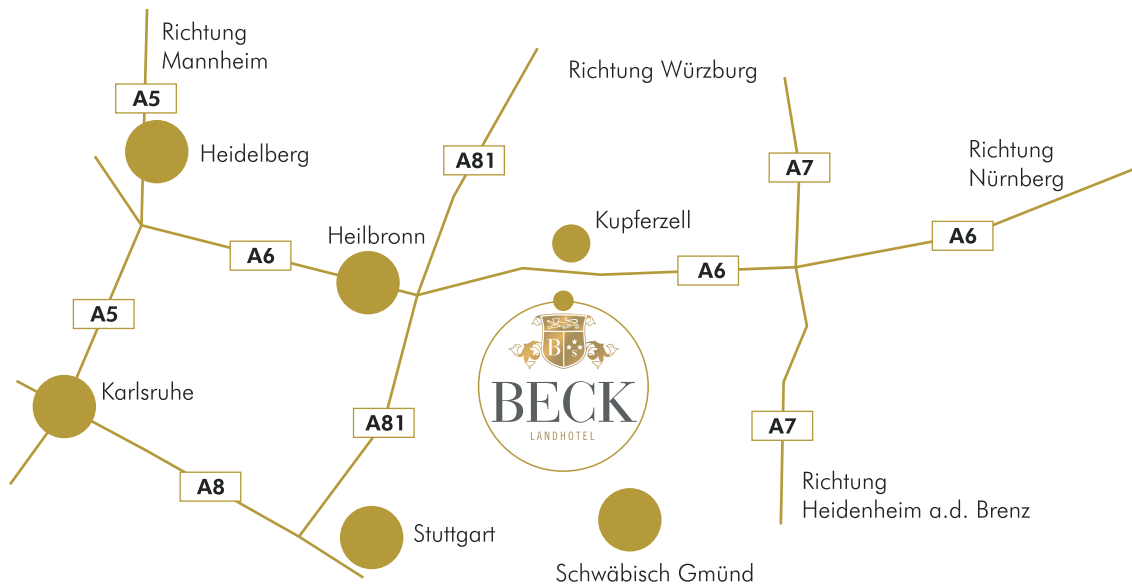 Richtung
Mannheim
A5
Heidelberg
Richtung Würzburg
A81
A7
Richtung
Nürnberg
A6
Kupferzell
Heilbronn
A6
A6
A5
B
S
BECK
LANDHOTEL
Karlsruhe
A81
A7
A8
Richtung
Heidenheim a.d. Brenz
Stuttgart
Schwäbisch Gmünd